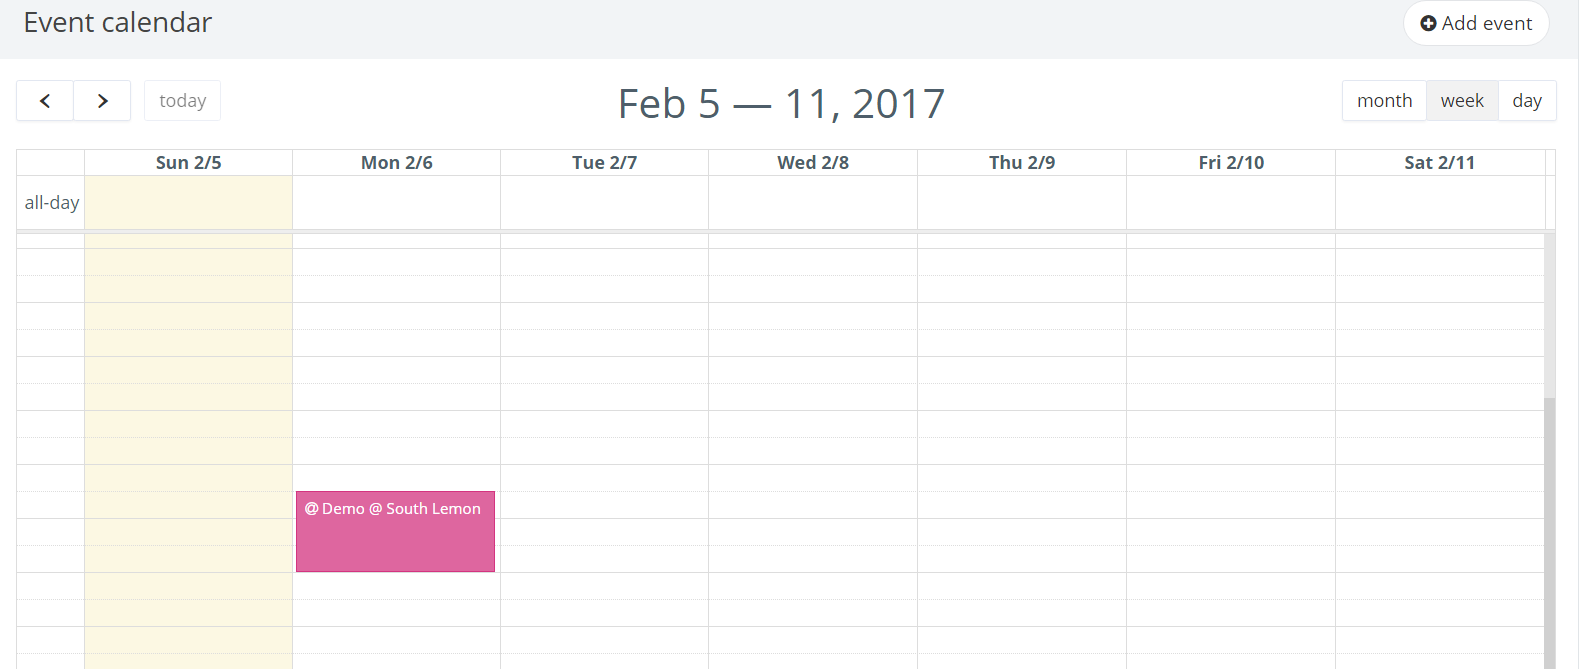 Event calendar
Add event
today
Feb 5 — 11, 2017
month week day
Sun 2/5 Mon 2/6 Tue 2/7 Wed 2/8 Thu 2/9 Fri 2/10 Sat 2/11
all-day
@ Demo @ South Lemon